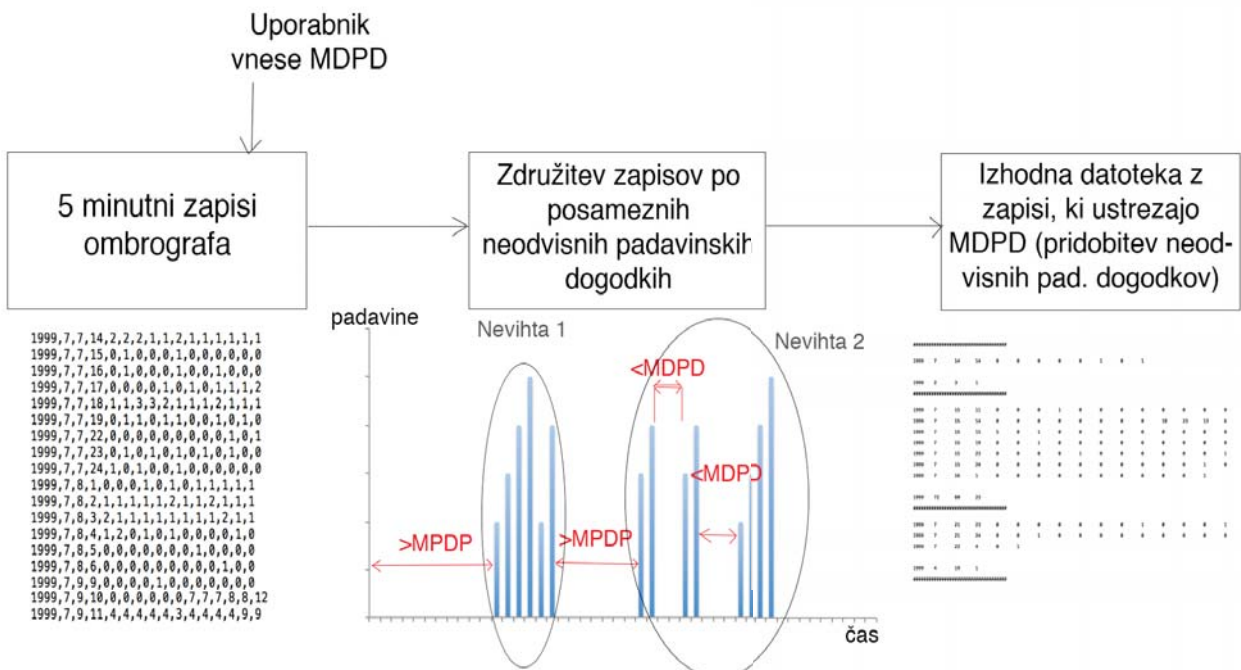 Uporabnik
vnese MDPD
5 minutni zapisi
ombrografa
Združitev zapisov po
posameznih
neodvisnih padavinskih
dogodkih
Izhodna datoteka z
zapisi, ki ustrezajo
MDPD (pridobitev neod-
visnih pad. dogodkov)
1999,7,7,14,2,2,2,1,1,2,1,1,1,1,1,1
1999,7,7,15,0,1,0,0,0,1,0,0,0,0,0,0
1999,7,7,16,0,1,0,0,0,1,0,0,1,0,0,0
1999,7,7,17,0,0,0,0,1,0,1,0,1,1,1,2
1999,7,7,18,1,1,3,3,2,1,1,1,2,1,1,1
1999,7,7,19,0,1,1,0,1,1,0,0,1,0,1,0
1999,7,7,22,0,0,0,0,0,0,0,0,0,1,0,1
1999,7,7,23,0,1,0,1,0,1,0,1,0,1,0,0
1999,7,7,24,1,0,1,0,0,1,0,0,0,0,0,0
1999,7,8,1,0,0,0,1,0,1,0,1,1,1,1,1
1999,7,8,2,1,1,1,1,1,2,1,1,2,1,1,1
1999,7,8,3,2,1,1,1,1,1,1,1,1,2,1,1
1999,7,8,4,1,2,0,1,0,1,0,0,0,0,1,0
1999,7,8,5,0,0,0,0,0,0,0,1,0,0,0,0
1999,7,8,6,0,0,0,0,0,0,0,0,0,1,0,0
1999,7,9,9,0,0,0,0,1,0,0,0,0,0,0,0
1999,7,9,10,0,0,0,0,0,0,7,7,7,8,8,12
1999,7,9,11,4,4,4,4,4,3,4,4,4,4,9,9
padavine
Nevihta 1
Nevihta 2
<MDPD
<MDPD
>MPDP
>MPDP
čas